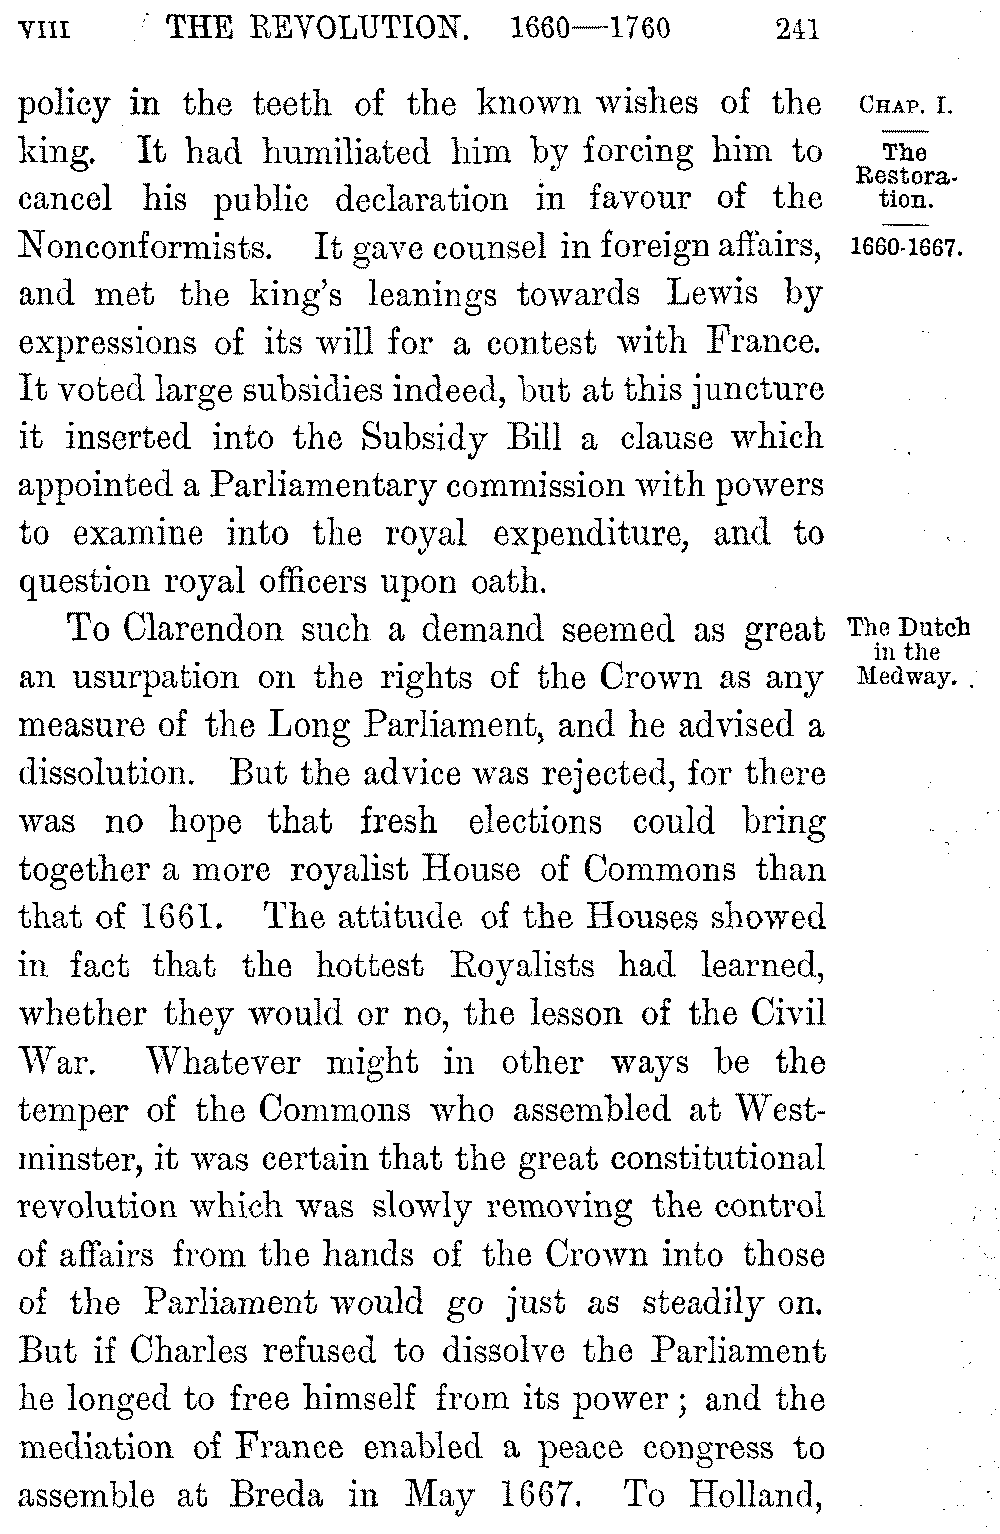 VIII THE REVOLUTION. 1660—1760 241
policy in the teeth of the known wishes of the
king. It had humiliated him by forcing him to
cancel his public declaration in favour of the
Nonconformists. It gave counsel in foreign affairs,
and met the king's leanings towards Lewis by
expressions of its will for a contest with France.
It voted large subsidies indeed, but at this juncture
it inserted into the Subsidy Bill a clause which
appointed a Parliamentary commission with powers
to examine into the royal expenditure, and to
question royal officers upon oath.
CHAP. I.
The
Restora-
tion.
1660-1667.
To Clarendon such a demand seemed as great
an usurpation on the rights of the Crown as any
measure of the Long Parliament, and he advised a
dissolution. But the advice was rejected, for there
was no hope that fresh elections could bring
together a more royalist House of Commons than
that of 1661. The attitude of the Houses showed
in fact that the hottest Royalists had learned,
whether they would or no, the lesson of the Civil
War. Whatever might in other ways be the
temper of the Commons who assembled at West-
minster, it was certain that the great constitutional
revolution which was slowly removing the control
of affairs from the hands of the Crown into those
of the Parliament would go just as steadily on.
But if Charles refused to dissolve the Parliament
he longed to free himself from its power; and the
mediation of France enabled a peace congress to
assemble at Breda in May 1667. To Holland,
The Dutch
in the
Medway.